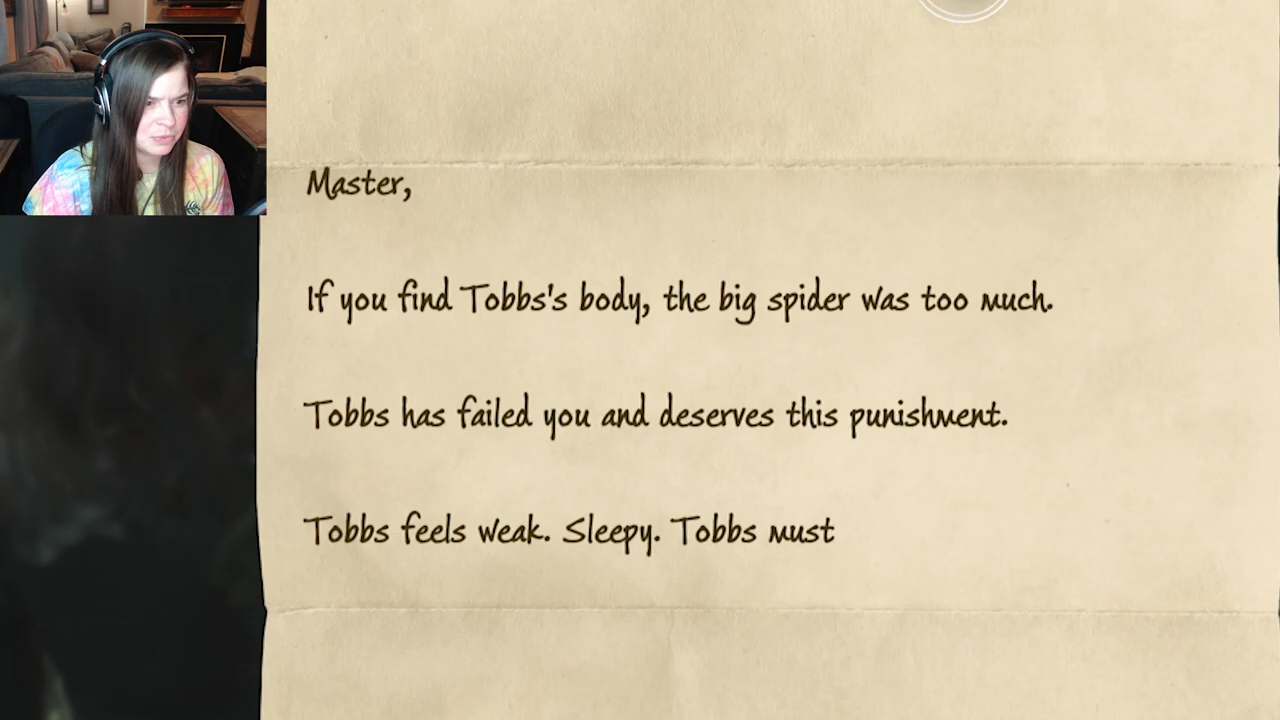 Master,
If you find Tobbs's body, the big spider was too much.
Tobbs has failed you and deserves this punishment.
Tobbs feels weak. Sleepy. Tobbs must